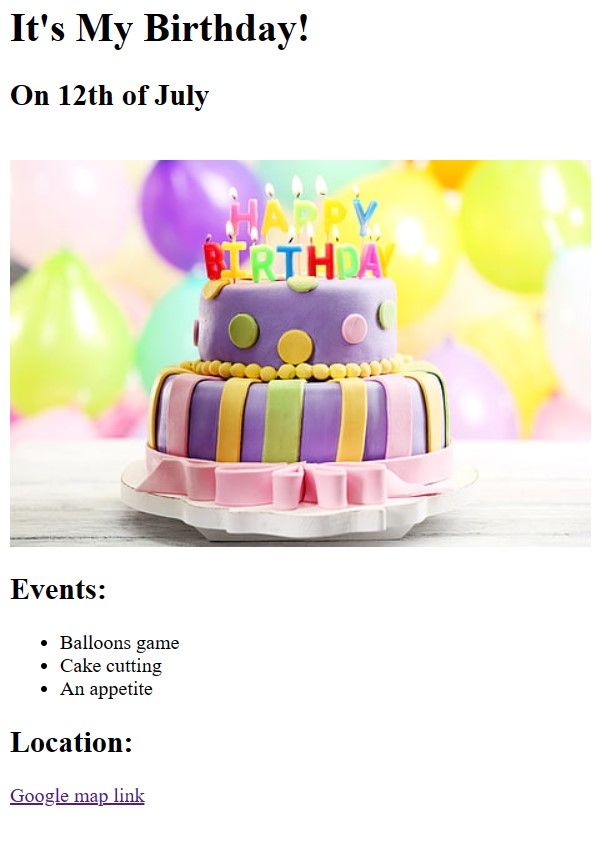 It's My Birthday!
On 12th of July
HAPPY
BIRTHDAY
Events:
Balloons game
Cake cutting
An appetite
Location:
Google map link